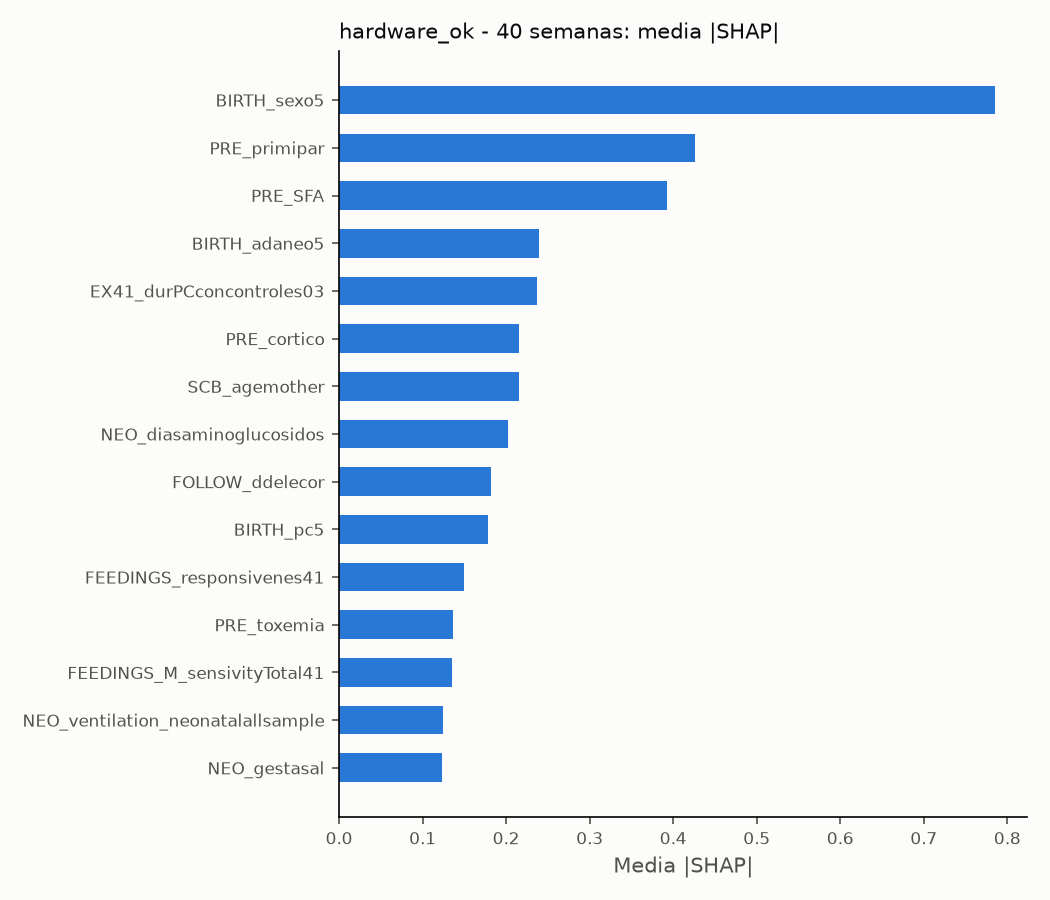 hardware_ok - 40 semanas: media |SHAP|
BIRTH_sexo5
PRE_primipar
PRE_SFA
BIRTH_adaneo5
EX41_durPCconcontroles03
PRE_cortico
SCB_agemother
NEO_diasaminoglucosidos
FOLLOW_ddelecor
BIRTH_pc5
FEEDINGS_responsivenes41
PRE_toxemia
FEEDINGS_M_sensivityTotal41
NEO_ventilation_neonatalallsample
NEO_gestasal
0.0 0.1 0.2 0.3 0.4 0.5 0.6 0.7 0.8
Media |SHAP|